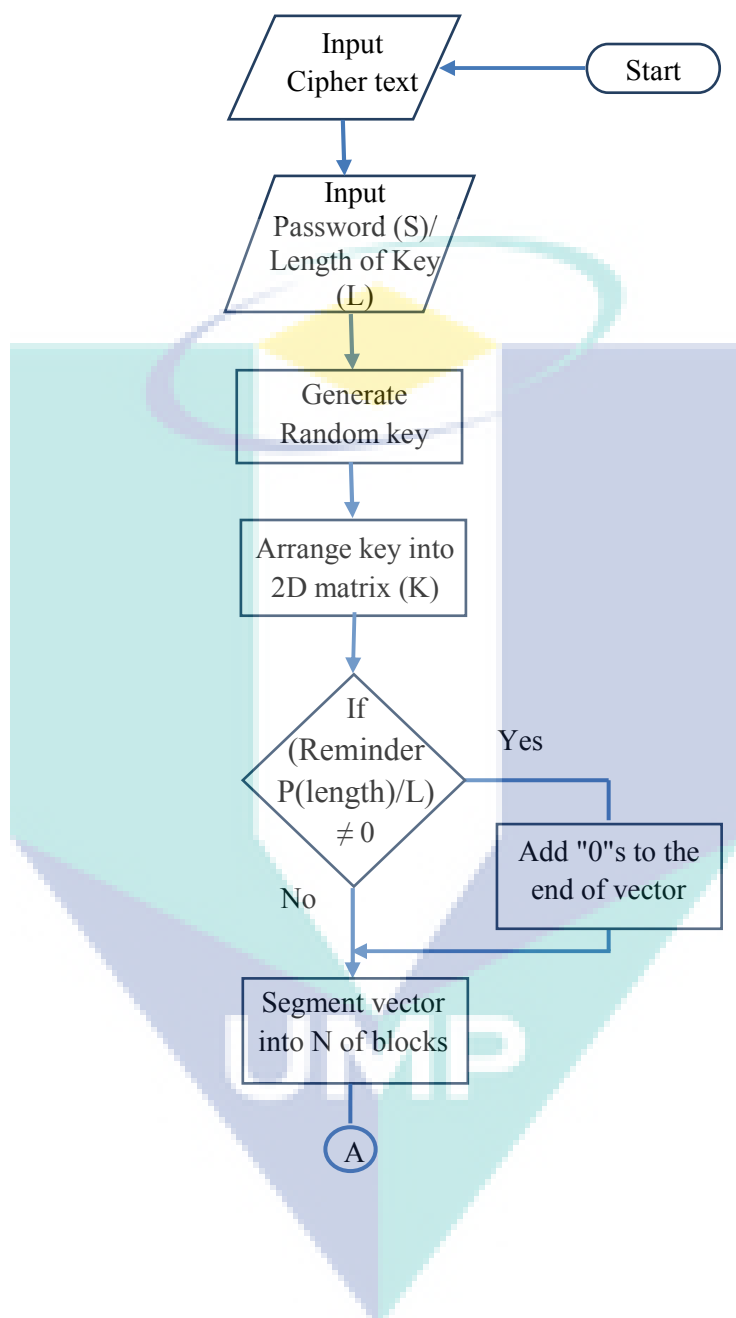 Start
Input
Cipher text
Input
Password (S)/
Length of Key
(L)
Generate
Random key
Arrange key into
2D matrix (K)
If
(Reminder
P(length)/L)
≠ 0
Yes
Add "0"s to the
end of vector
No
Segment vector
into N of blocks
UMP
A